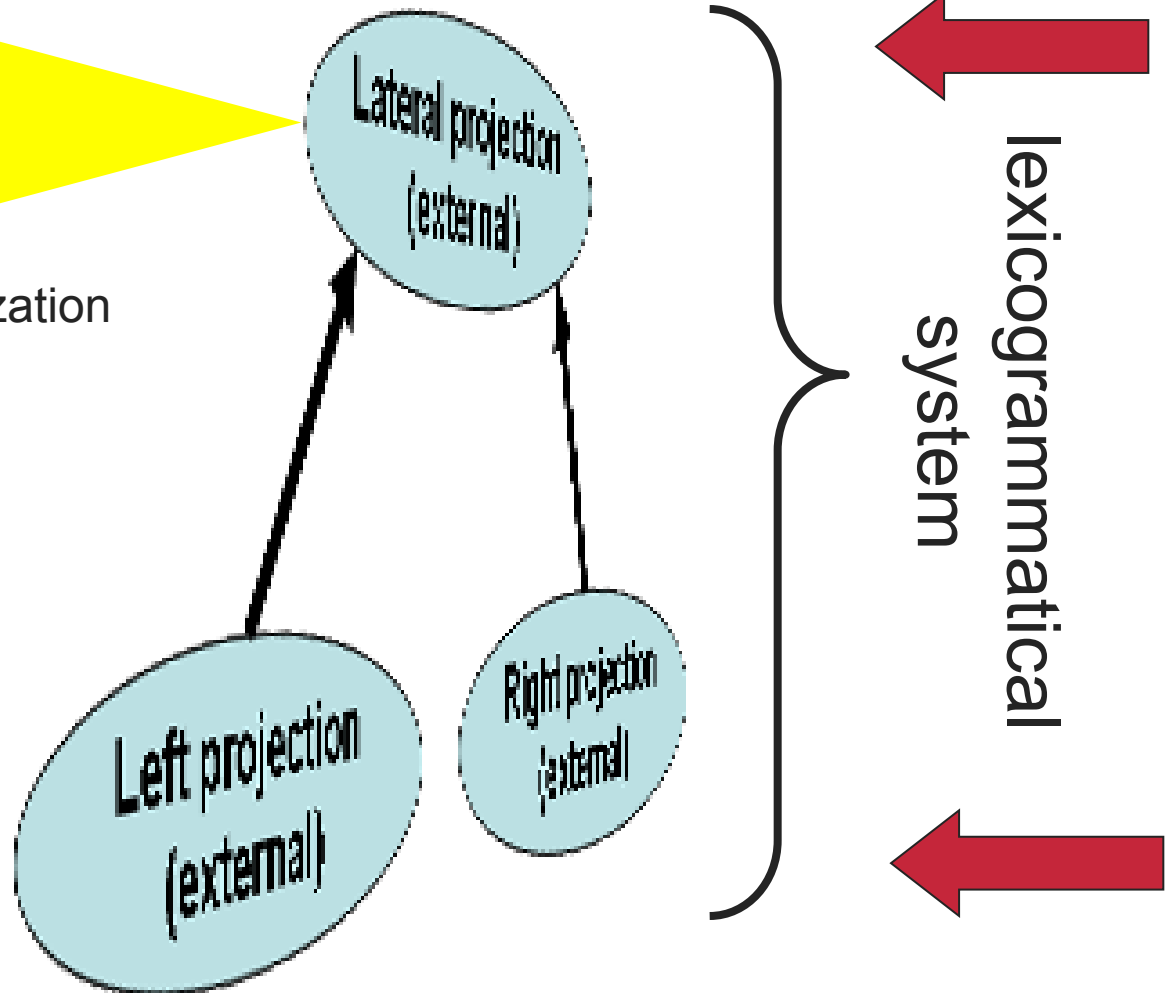 Lateral projection
(external)
zation
Left projection
(external)
Right projection
(external)
lexicogrammatical
system